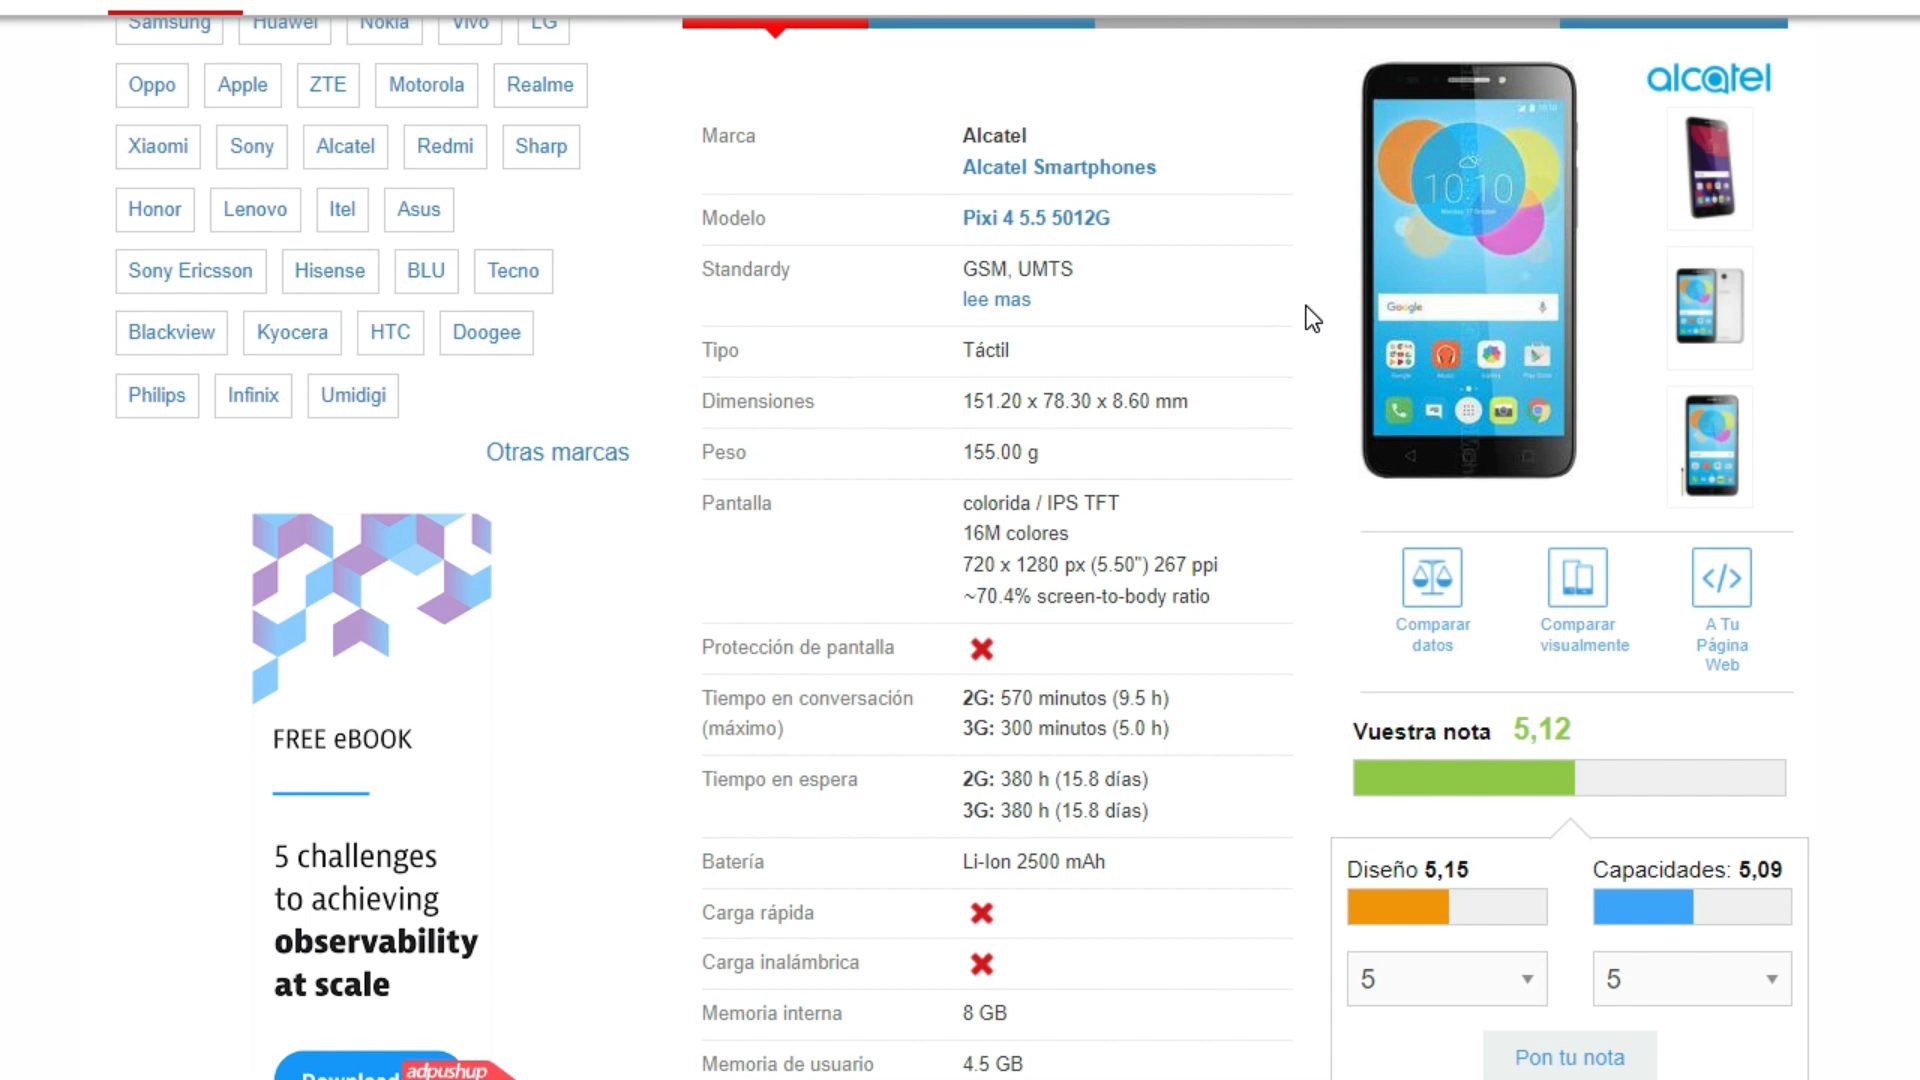 Samsung Huawei Nokia Vivo LG
Oppo Apple ZTE Motorola Realme
Xiaomi Sony Alcatel Redmi Sharp
Honor Lenovo Itel Asus
Sony Ericsson Hisense BLU Tecno
Blackview Kyocera HTC Doogee
Philips Infinix Umidigi
Otras marcas
FREE eBOOK
5 challenges
to achieving
observability
at scale
Download
adpushup
Marca Alcatel
Alcatel Smartphones
Modelo Pixi 4 5.5 5012G
Standardy GSM, UMTS
lee mas
Tipo Táctil
Dimensiones 151.20 x 78.30 x 8.60 mm
Peso 155.00 g
Pantalla colorida / IPS TFT
16M colores
720 x 1280 px (5.50") 267 ppi
~70.4% screen-to-body ratio
Protección de pantalla
Tiempo en conversación 2G: 570 minutos (9.5 h)
(máximo) 3G: 300 minutos (5.0 h)
Tiempo en espera 2G: 380 h (15.8 días)
3G: 380 h (15.8 días)
Batería Li-Ion 2500 mAh
Carga rápida
Carga inalámbrica
Memoria interna 8 GB
Memoria de usuario 4.5 GB
alcatel
10:10
Google
Comparar
datos
Comparar
visualmente
</>
A Tu
Página
Web
Vuestra nota 5,12
Diseño 5,15 Capacidades: 5,09
5 5
Pon tu nota